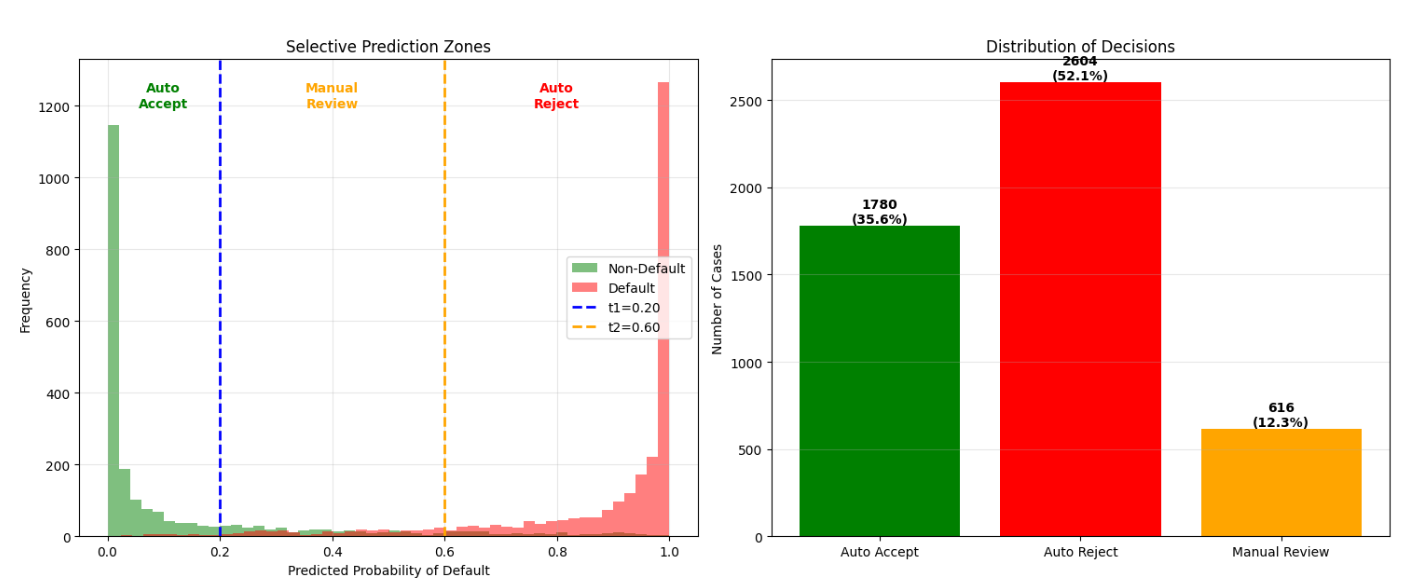 Selective Prediction Zones
Auto
Accept
Manual
Review
Auto
Reject
1200
1000
800
600
400
200
0
Frequency
Non-Default
Default
t1=0.20
t2=0.60
0.0
0.2
0.4
0.6
0.8
1.0
Predicted Probability of Default
Distribution of Decisions
2604
(52.1%)
1780
(35.6%)
616
(12.3%)
2500
2000
1500
1000
500
0
Number of Cases
Auto Accept
Auto Reject
Manual Review